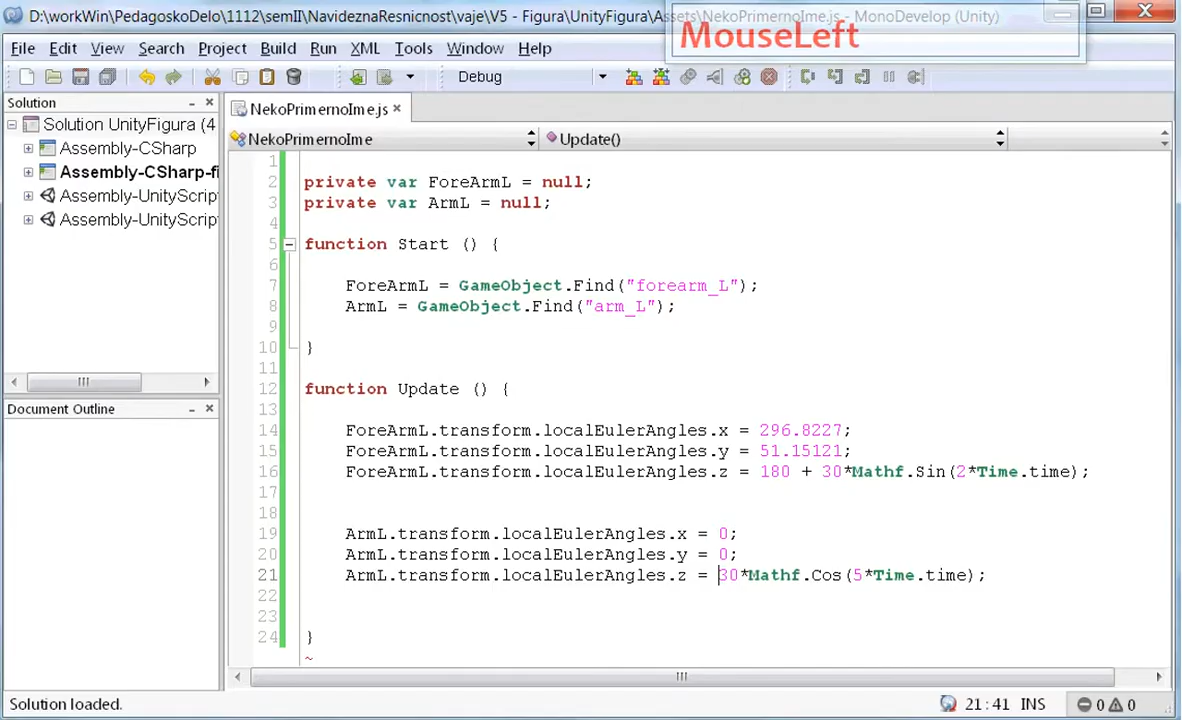 D:\workWin\PedagoskoDelo\1112\semII\NavideznaResnicnost\vaje\V5 - Figura\UnityFigura\Assets\NekoPrimernoIme.js - MonoDevelop (Unity)
MouseLeft
File Edit View Search Project Build Run XML Tools Window Help
Debug
Solution
Solution UnityFigura (4
Assembly-CSharp
Assembly-CSharp-fi
Assembly-UnityScrip
Assembly-UnityScrip
Document Outline
NekoPrimernoIme.js
NekoPrimernoIme Update()
1
2 private var ForeArmL = null;
3 private var ArmL = null;
4
5 function Start () {
6
7 ForeArmL = GameObject.Find("forearm_L");
8 ArmL = GameObject.Find("arm_L");
9
10 }
11
12 function Update () {
13
14 ForeArmL.transform.localEulerAngles.x = 296.8227;
15 ForeArmL.transform.localEulerAngles.y = 51.15121;
16 ForeArmL.transform.localEulerAngles.z = 180 + 30*Mathf.Sin(2*Time.time);
17
18
19 ArmL.transform.localEulerAngles.x = 0;
20 ArmL.transform.localEulerAngles.y = 0;
21 ArmL.transform.localEulerAngles.z = 30*Mathf.Cos(5*Time.time);
22
23
24 }
~
Solution loaded. 21 : 41 INS 0 0